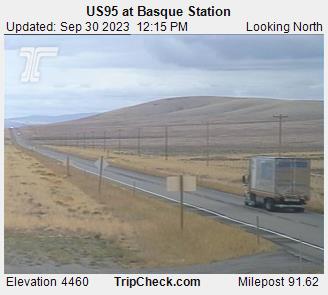 US95 at Basque Station
Updated: Sep 30 2023 12:15 PM Looking North
Elevation 4460 TripCheck.com Milepost 91.62